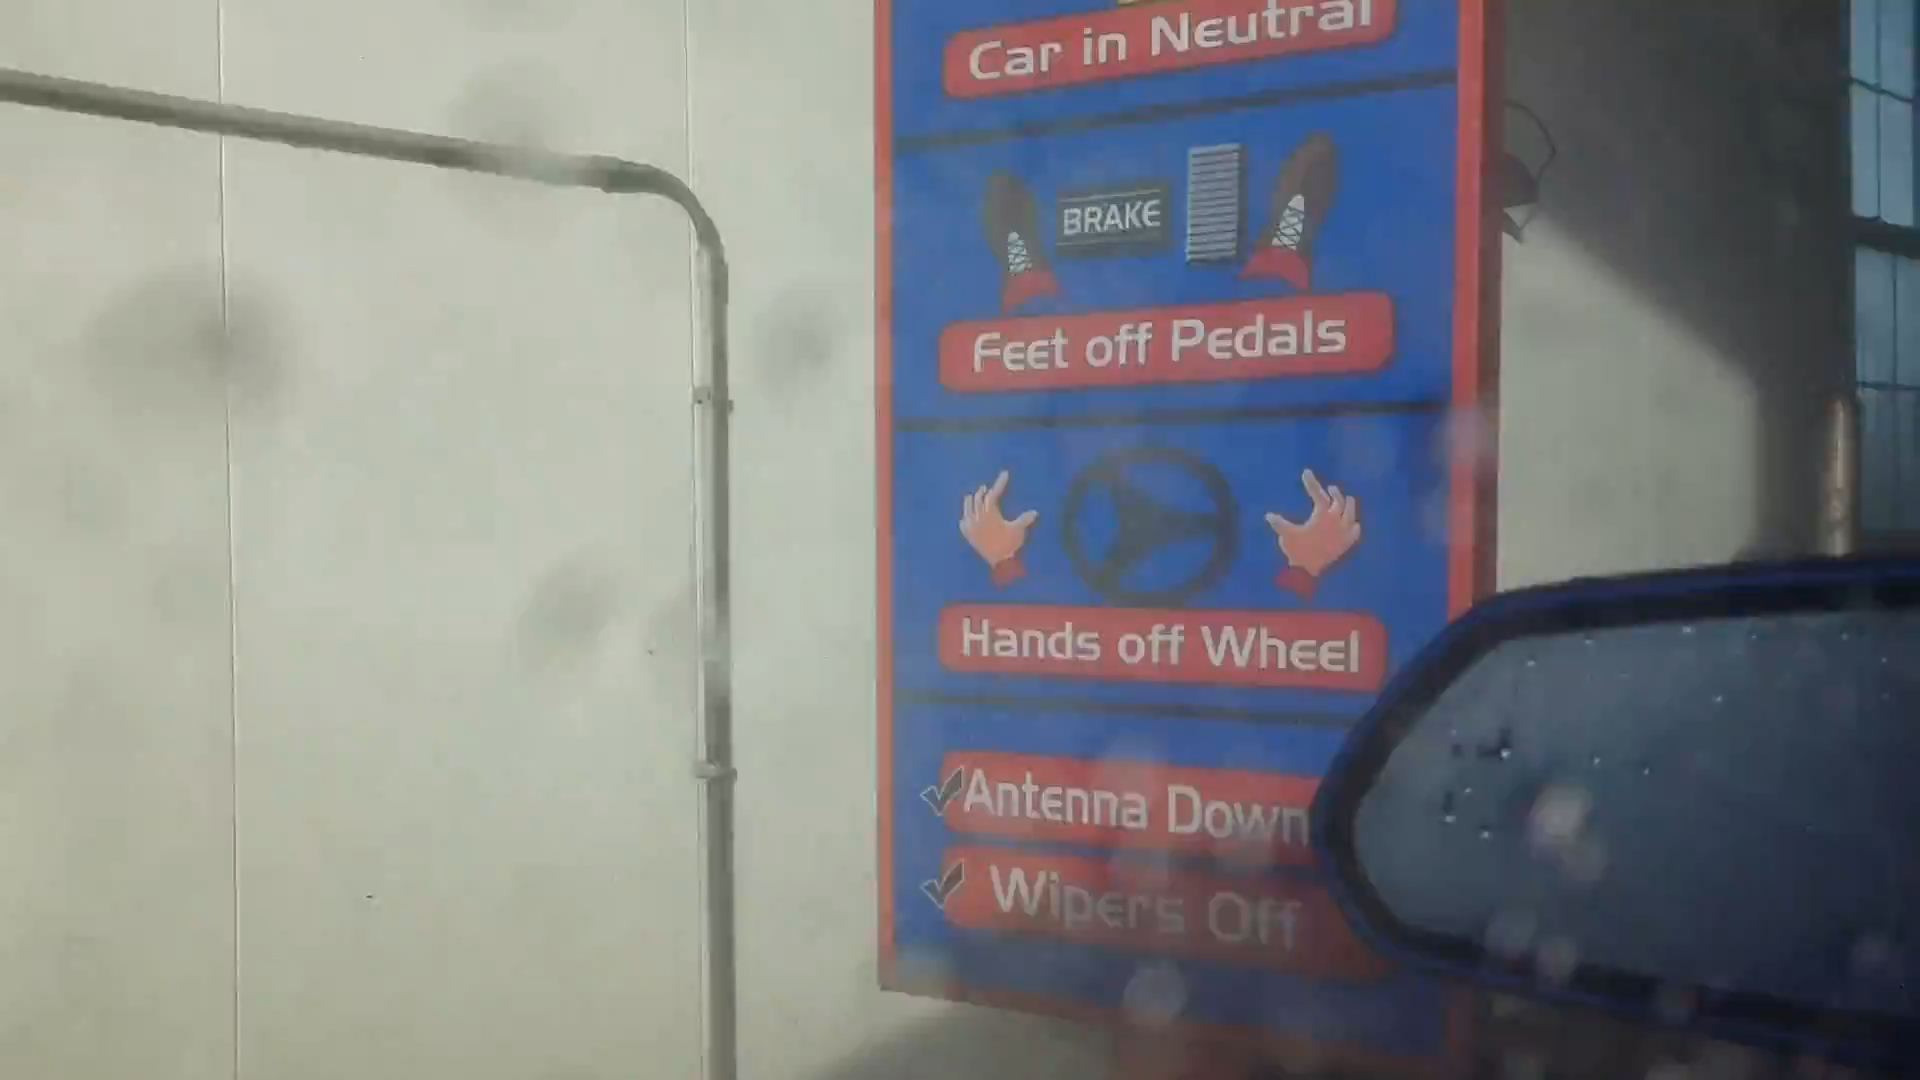 Car in Neutral
BRAKE
Feet off Pedals
Hands off Wheel
Antenna Down
Wipers Off